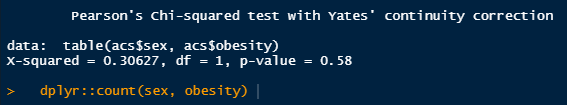 Pearson's Chi-squared test with Yates' continuity correction
data:  table(acs$sex, acs$obesity)
X-squared = 0.30627, df = 1, p-value = 0.58
>   dplyr::count(sex, obesity)